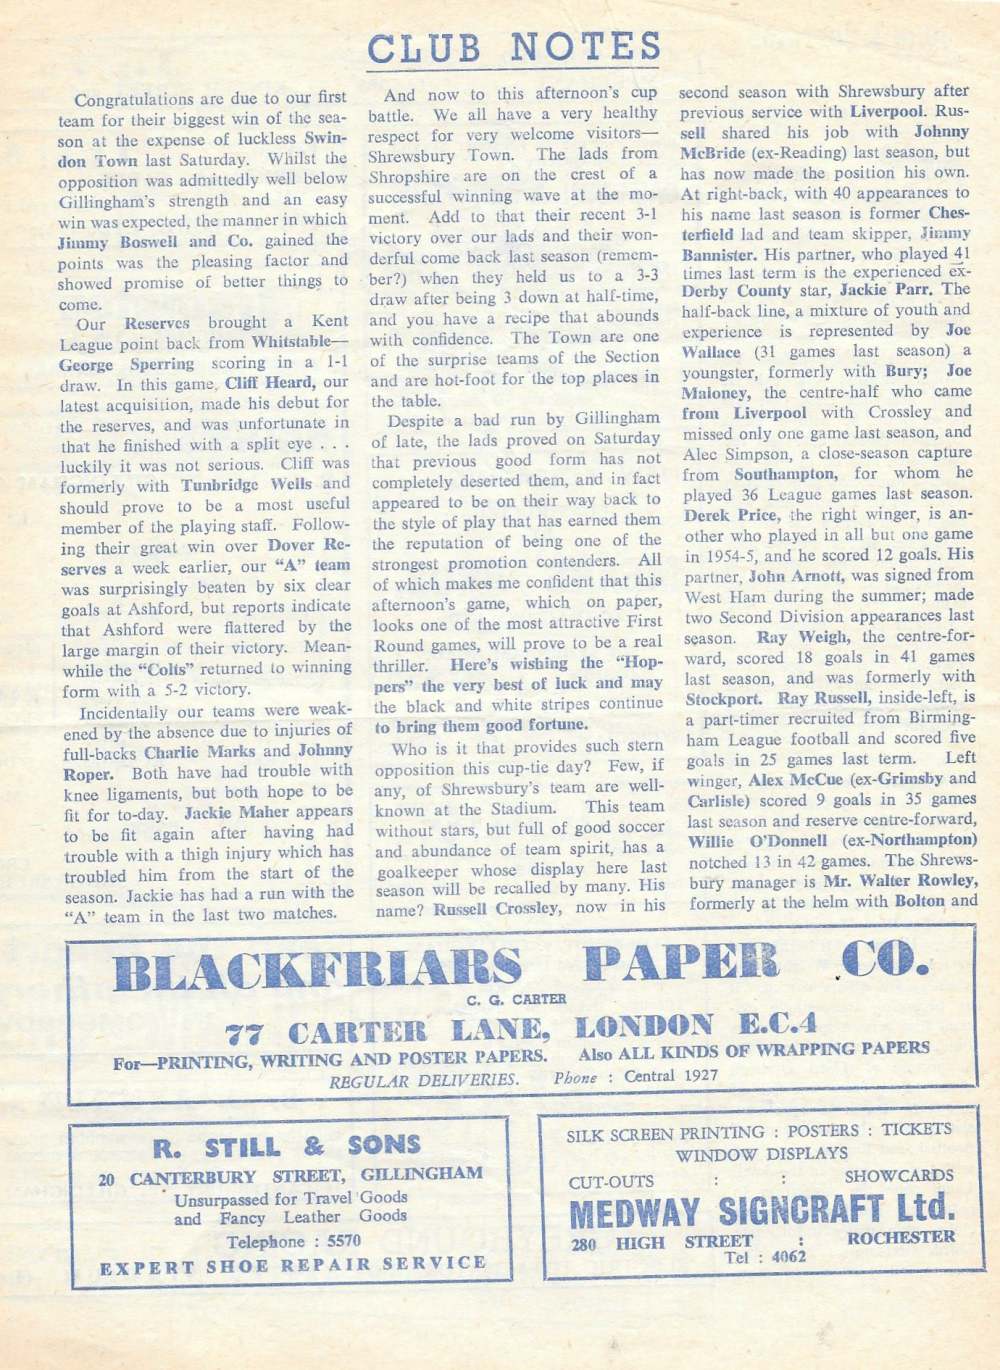 CLUB NOTES
Congratulations are due to our first
team for their biggest win of the sea-
son at the expense of luckless Swin-
don Town last Saturday. Whilst the
opposition was admittedly well below
Gillingham's strength and an easy
win was expected, the manner in which
Jimmy Boswell and Co. gained the
points was the pleasing factor and
showed promise of better things to
come.
Our Reserves brought a Kent
League point back from Whitstable—
George Sperring scoring in a 1-1
draw. In this game, Cliff Heard, our
latest acquisition, made his debut for
the reserves, and was unfortunate in
that he finished with a split eye . . .
luckily it was not serious. Cliff was
formerly with Tunbridge Wells and
should prove to be a most useful
member of the playing staff. Follow-
ing their great win over Dover Re-
serves a week earlier, our "A" team
was surprisingly beaten by six clear
goals at Ashford, but reports indicate
that Ashford were flattered by the
large margin of their victory. Mean-
while the "Colts" returned to winning
form with a 5-2 victory.
Incidentally our teams were weak-
ened by the absence due to injuries of
full-backs Charlie Marks and Johnny
Roper. Both have had trouble with
knee ligaments, but both hope to be
fit for to-day. Jackie Maher appears
to be fit again after having had
trouble with a thigh injury which has
troubled him from the start of the
season. Jackie has had a run with the
"A" team in the last two matches.
And now to this afternoon's cup
battle. We all have a very healthy
respect for very welcome visitors—
Shrewsbury Town. The lads from
Shropshire are on the crest of a
successful winning wave at the mo-
ment. Add to that their recent 3-1
victory over our lads and their won-
derful come back last season (remem-
ber?) when they held us to a 3-3
draw after being 3 down at half-time,
and you have a recipe that abounds
with confidence. The Town are one
of the surprise teams of the Section
and are hot-foot for the top places in
the table.
Despite a bad run by Gillingham
of late, the lads proved on Saturday
that previous good form has not
completely deserted them, and in fact
appeared to be on their way back to
the style of play that has earned them
the reputation of being one of the
strongest promotion contenders. All
of which makes me confident that this
afternoon's game, which on paper,
looks one of the most attractive First
Round games, will prove to be a real
thriller. Here's wishing the "Hop-
pers" the very best of luck and may
the black and white stripes continue
to bring them good fortune.
Who is it that provides such stern
opposition this cup-tie day? Few, if
any, of Shrewsbury's team are well-
known at the Stadium. This team
without stars, but full of good soccer
and abundance of team spirit, has a
goalkeeper whose display here last
season will be recalled by many. His
name? Russell Crossley, now in his
second season with Shrewsbury after
previous service with Liverpool. Rus-
sell shared his job with Johnny
McBride (ex-Reading) last season, but
has now made the position his own.
At right-back, with 40 appearances to
his name last season is former Ches-
terfield lad and team skipper, Jimmy
Bannister. His partner, who played 41
times last term is the experienced ex-
Derby County star, Jackie Parr. The
half-back line, a mixture of youth and
experience is represented by Joe
Wallace (31 games last season) a
youngster, formerly with Bury; Joe
Maloney, the centre-half who came
from Liverpool with Crossley and
missed only one game last season, and
Alec Simpson, a close-season capture
from Southampton, for whom he
played 36 League games last season.
Derek Price, the right winger, is an-
other who played in all but one game
in 1954-5, and he scored 12 goals. His
partner, John Arnott, was signed from
West Ham during the summer; made
two Second Division appearances last
season. Ray Weigh, the centre-for-
ward, scored 18 goals in 41 games
last season, and was formerly with
Stockport. Ray Russell, inside-left, is
a part-timer recruited from Birming-
ham League football and scored five
goals in 25 games last term. Left
winger, Alex McCue (ex-Grimsby and
Carlisle) scored 9 goals in 35 games
last season and reserve centre-forward,
Willie O'Donnell (ex-Northampton)
notched 13 in 42 games. The Shrews-
bury manager is Mr. Walter Rowley,
formerly at the helm with Bolton and
BLACKFRIARS PAPER CO.
C. G. CARTER
77 CARTER LANE, LONDON E.C.4
For—PRINTING, WRITING AND POSTER PAPERS. Also ALL KINDS OF WRAPPING PAPERS
REGULAR DELIVERIES. Phone : Central 1927
R. STILL & SONS
20 CANTERBURY STREET, GILLINGHAM
Unsurpassed for Travel Goods
and Fancy Leather Goods
Telephone : 5570
EXPERT SHOE REPAIR SERVICE
SILK SCREEN PRINTING : POSTERS : TICKETS
WINDOW DISPLAYS
CUT-OUTS : : SHOWCARDS
MEDWAY SIGNCRAFT Ltd.
280 HIGH STREET : ROCHESTER
Tel : 4062